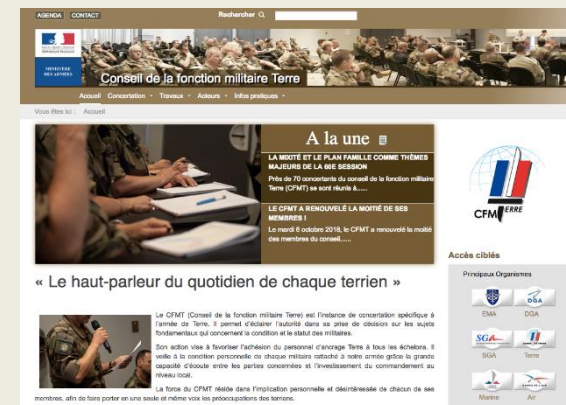 AGENDA CONTACT
Rechercher
MINISTÈRE
DES ARMÉES
Conseil de la fonction militaire Terre
Accueil Concertation Travaux Acteurs Infos pratiques
Vous êtes ici : Accueil
A la une
LA MIXITÉ ET LE PLAN FAMILLE COMME THÈMES
MAJEURS DE LA 60E SESSION
Près de 70 concertants du conseil de la fonction militaire
Terre (CFMT) se sont réunis à......
LE CFMT A RENOUVELÉ LA MOITIÉ DE SES
MEMBRES !
Le mardi 6 octobre 2018, le CFMT a renouvelé la moitié
des membres du conseil......
CFM TERRE
« Le haut-parleur du quotidien de chaque terrien »
Le CFMT (Conseil de la fonction militaire Terre) est l'instance de concertation spécifique à
l'armée de Terre. Il permet d'éclairer l'autorité dans sa prise de décision sur les sujets
fondamentaux qui concernent la condition et le statut des militaires.
Son action vise à favoriser l'adhésion du personnel d'ancrage Terre à tous les échelons. Il
veille à la condition personnelle de chaque militaire rattaché à notre armée grâce la grande
capacité d'écoute entre les parties concernées et l'investissement du commandement au
niveau local.
La force du CFMT réside dans l'implication personnelle et désintéressée de chacun de ses
membres, afin de faire porter en une seule et même voix les préoccupations des terriens.
Accès ciblés
Principaux Organismes
DGA
EMA DGA
SGA
SGA Terre
Marine Air